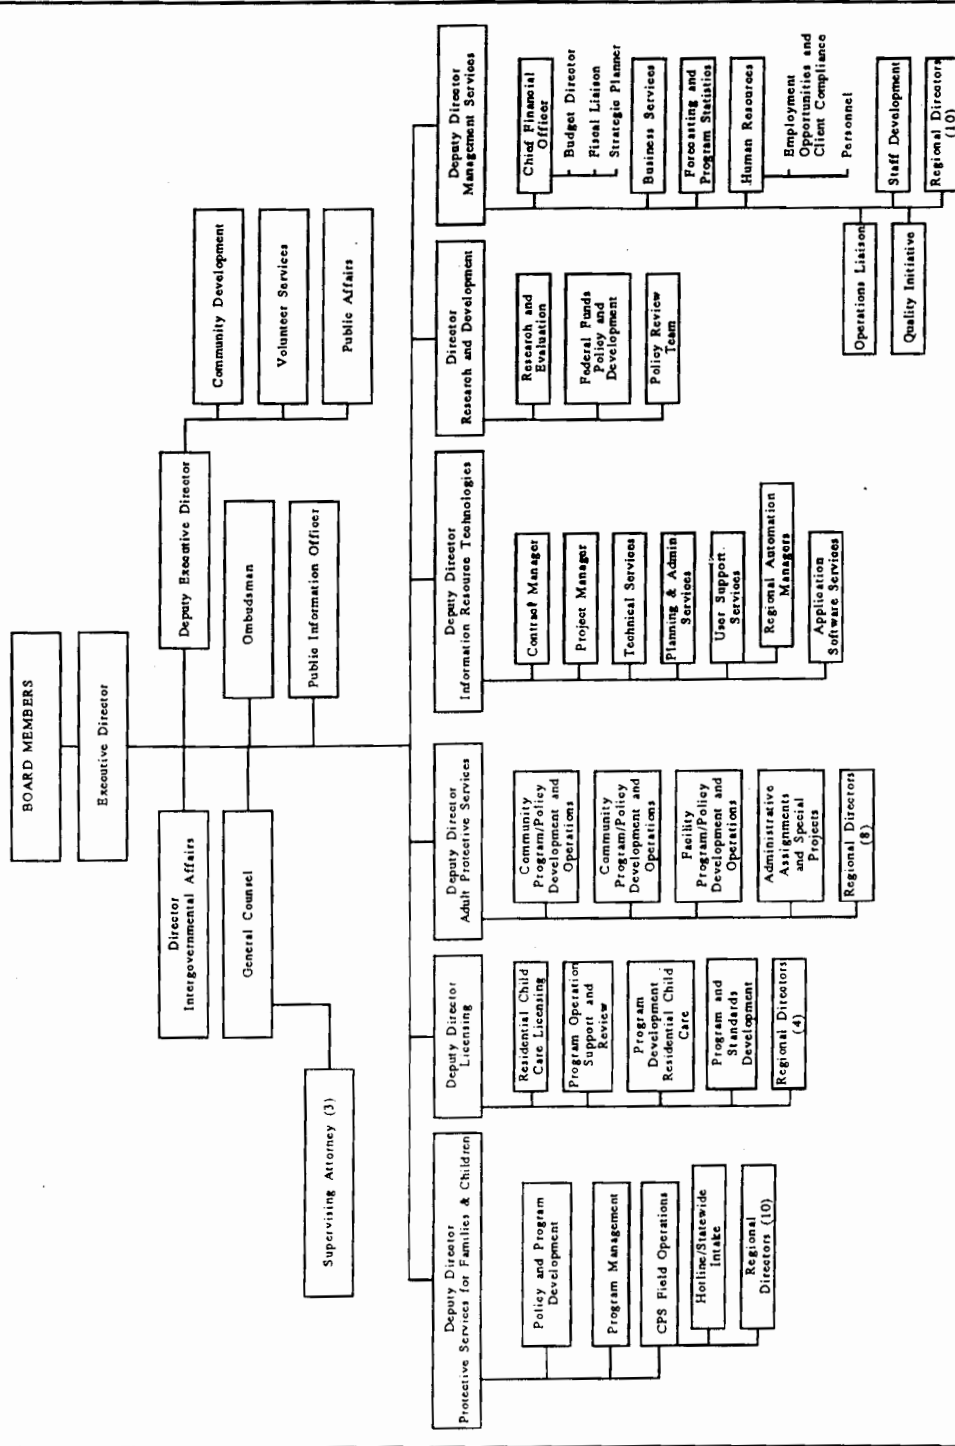 BOARD MEMBERS
Executive Director
Director
Intergovernmental Affairs
Deputy Executive Director
Community Development
Volunteer Services
Public Affairs
General Counsel
Ombudsman
Supervising Attorney (3)
Public Information Officer
Deputy Director
Protective Services for Families & Children
Policy and Program
Development
Program Management
CPS Field Operations
Hotline/Statewide
Intake
Regional
Directors (10)
Deputy Director
Licensing
Residential Child
Care Licensing
Program Operation
Support and
Review
Program
Development
Residential Child
Care
Program and
Standards
Development
Regional Directors
(4)
Deputy Director
Adult Protective Services
Community
Program/Policy
Development and
Operations
Community
Program/Policy
Development and
Operations
Facility
Program/Policy
Development and
Operations
Administrative
Assignments
and Special
Projects
Regional Directors
(8)
Deputy Director
Information Resource Technologies
Contract Manager
Project Manager
Technical Services
Planning & Admin
Services
User Support
Services
Regional Automation
Managers
Application
Software Services
Director
Research and Development
Research and
Evaluation
Federal Funds
Policy and
Development
Policy Review
Team
Deputy Director
Management Services
Chief Financial
Officer
Budget Director
Fiscal Liaison
Strategic Planner
Business Services
Forecasting and
Program Statistics
Human Resources
Employment
Opportunities and
Client Compliance
Personnel
Operations Liaison
Staff Development
Quality Initiative
Regional Directors
(10)